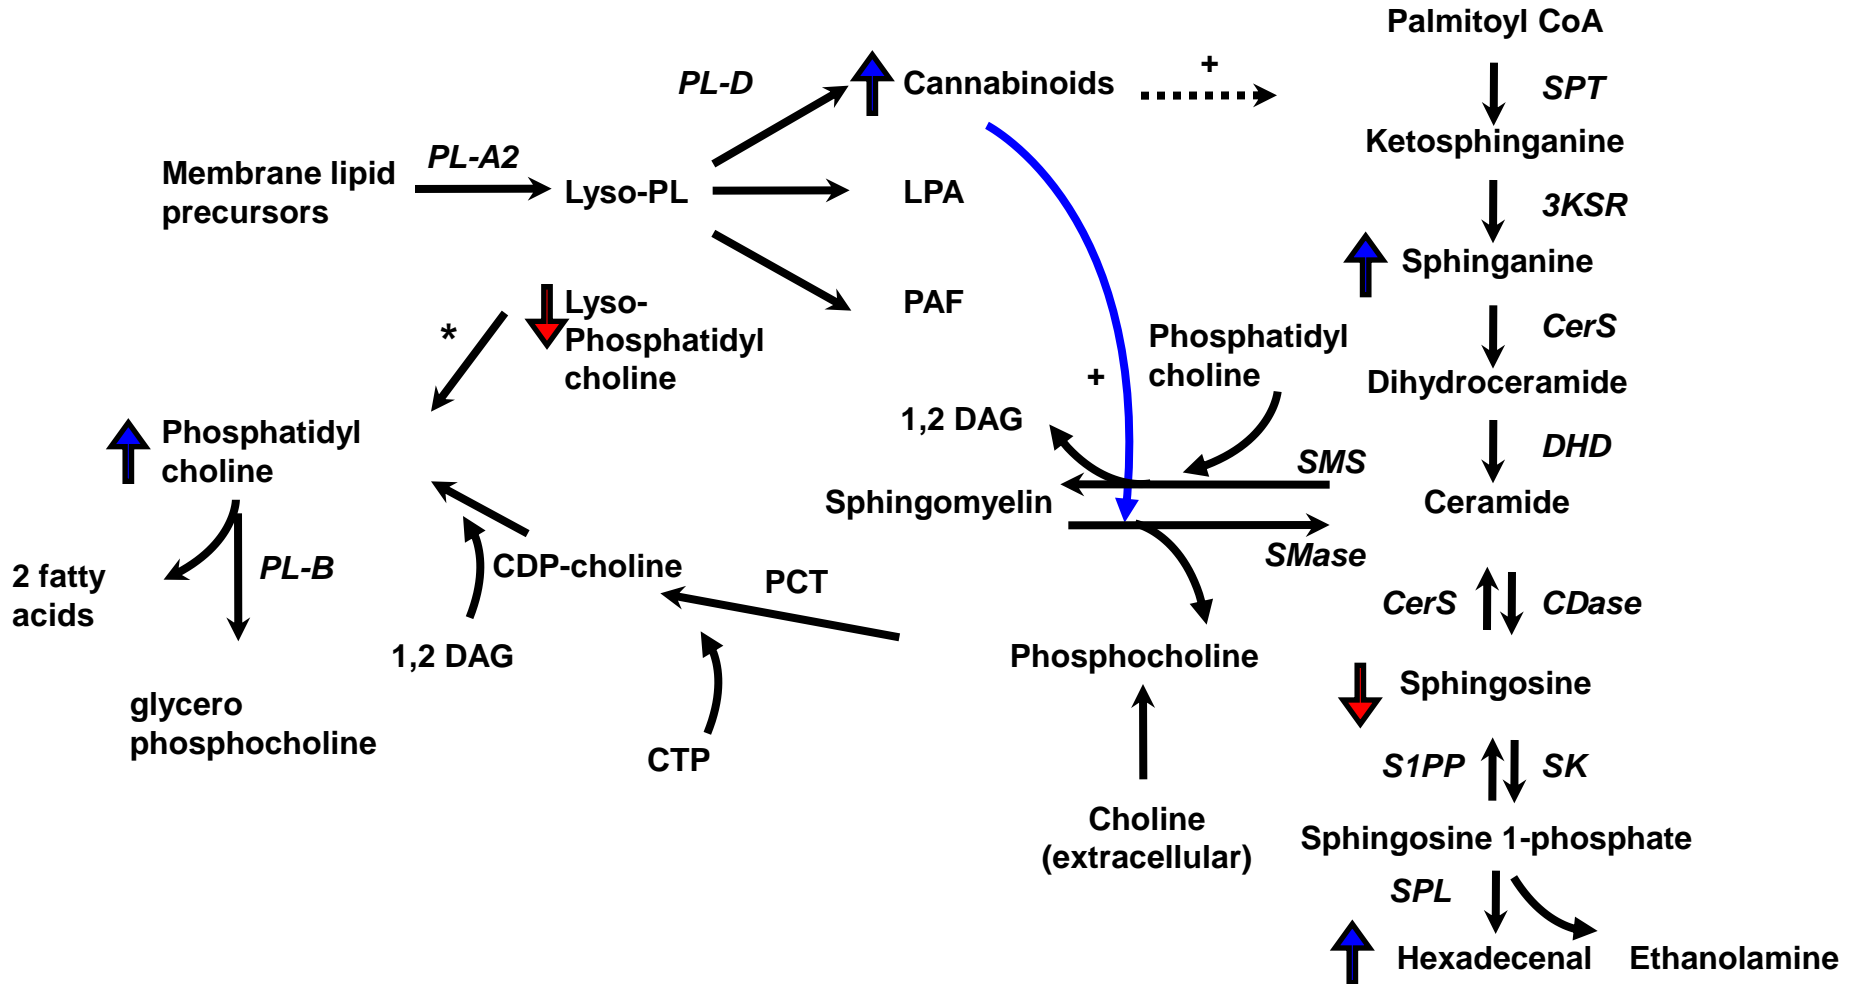 Palmitoyl CoA
PL-D
Cannabinoids
+
SPT
Ketosphinganine
Membrane lipid
precursors
PL-A2
Lyso-PL
LPA
3KSR
Sphinganine
PAF
*
Lyso-
Phosphatidyl
choline
Phosphatidyl
choline
CerS
Dihydroceramide
+
1,2 DAG
Phosphatidyl
choline
SMS
DHD
Sphingomyelin
Ceramide
SMase
2 fatty
acids
PL-B
CDP-choline
PCT
CerS
CDase
1,2 DAG
Phosphocholine
Sphingosine
glycero
phosphocholine
CTP
S1PP
SK
Choline
(extracellular)
Sphingosine 1-phosphate
SPL
Hexadecenal
Ethanolamine